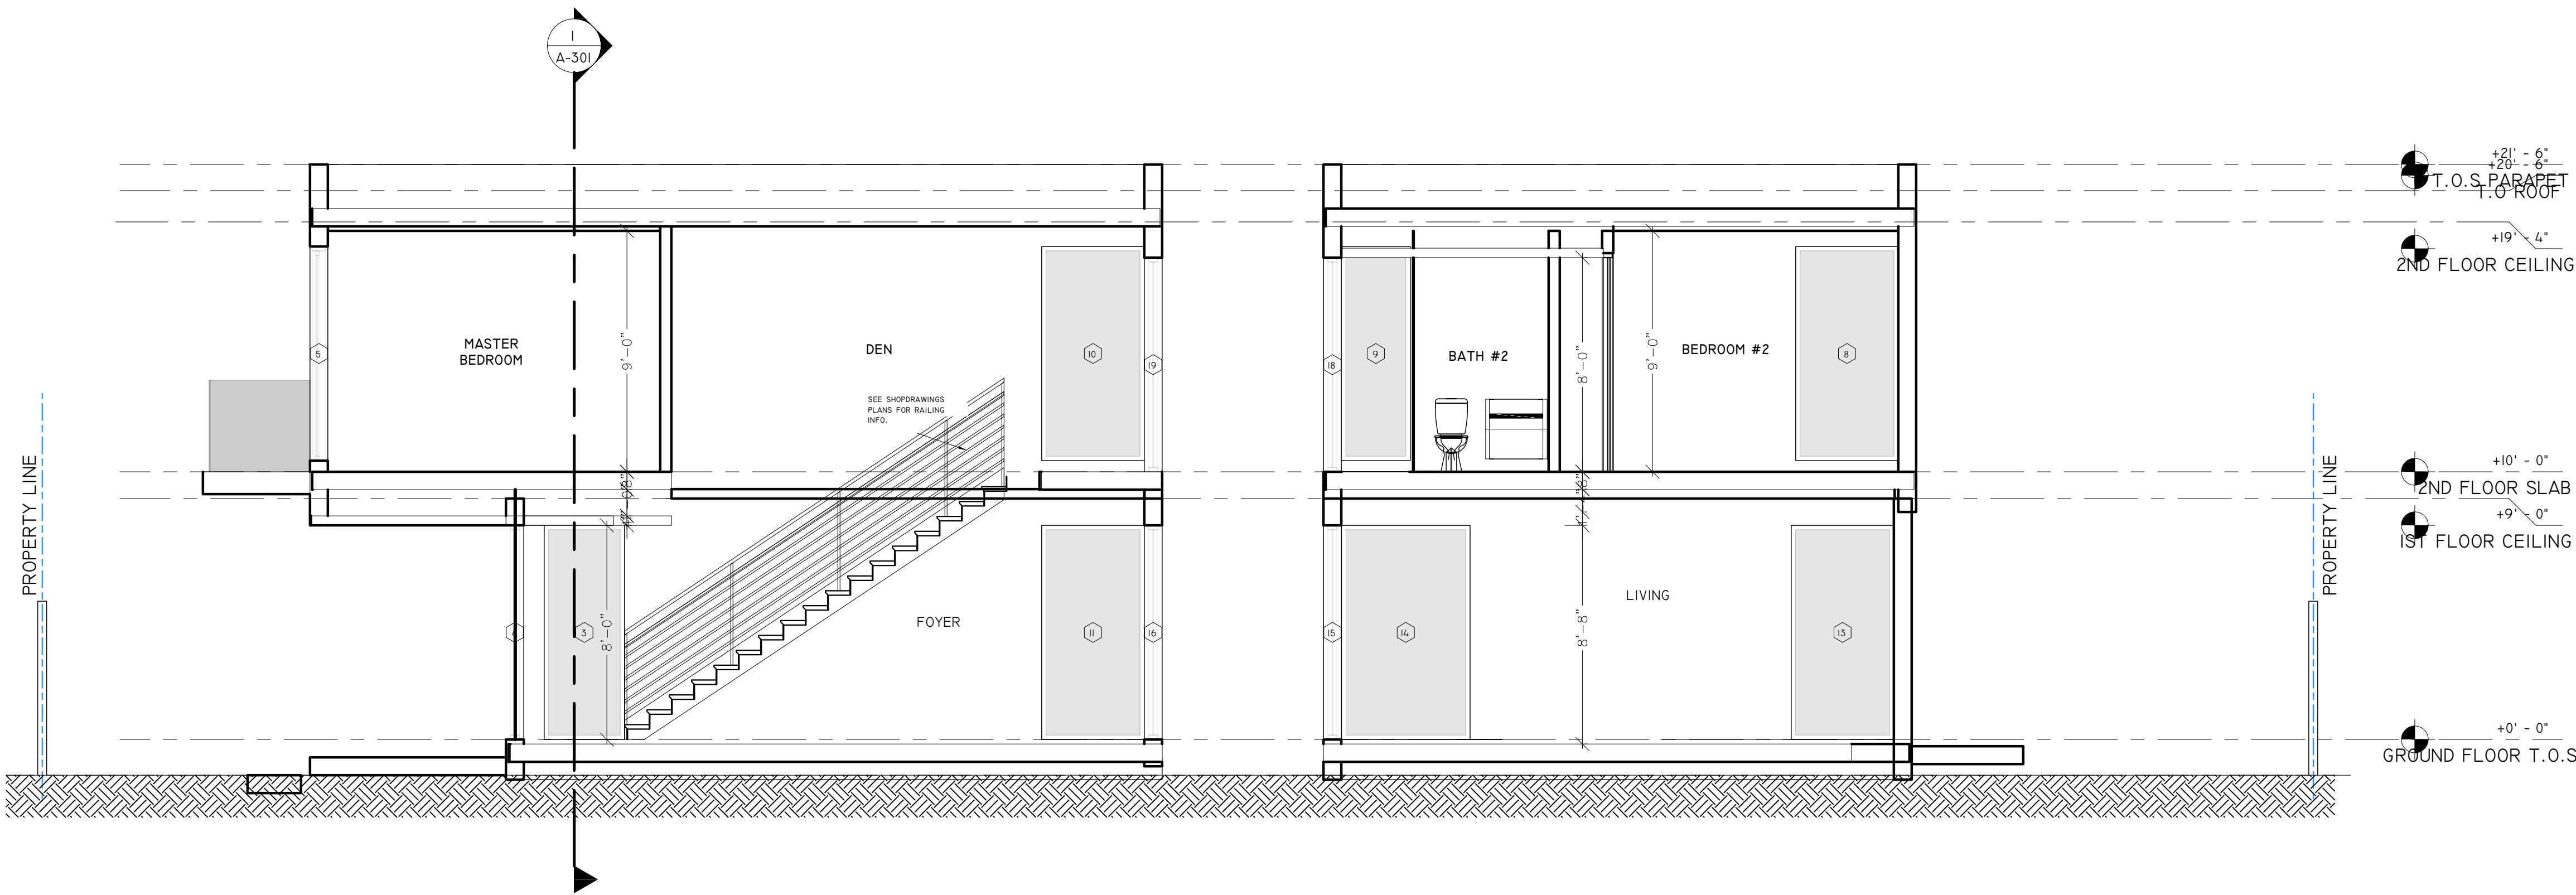 1
A-301
+21' - 6"
+20' - 6"
T.O.S PARAPET
T.O ROOF
+19' - 4"
2ND FLOOR CEILING
MASTER
BEDROOM
DEN
BATH #2
BEDROOM #2
5
10
19
18
9
8
9'-0"
8'-0"
9'-0"
SEE SHOPDRAWINGS
PLANS FOR RAILING
INFO.
PROPERTY LINE
PROPERTY LINE
+10' - 0"
2ND FLOOR SLAB
+9' - 0"
1ST FLOOR CEILING
LIVING
FOYER
4
3
8'-0"
11
16
15
14
8'-8"
13
+0' - 0"
GROUND FLOOR T.O.S